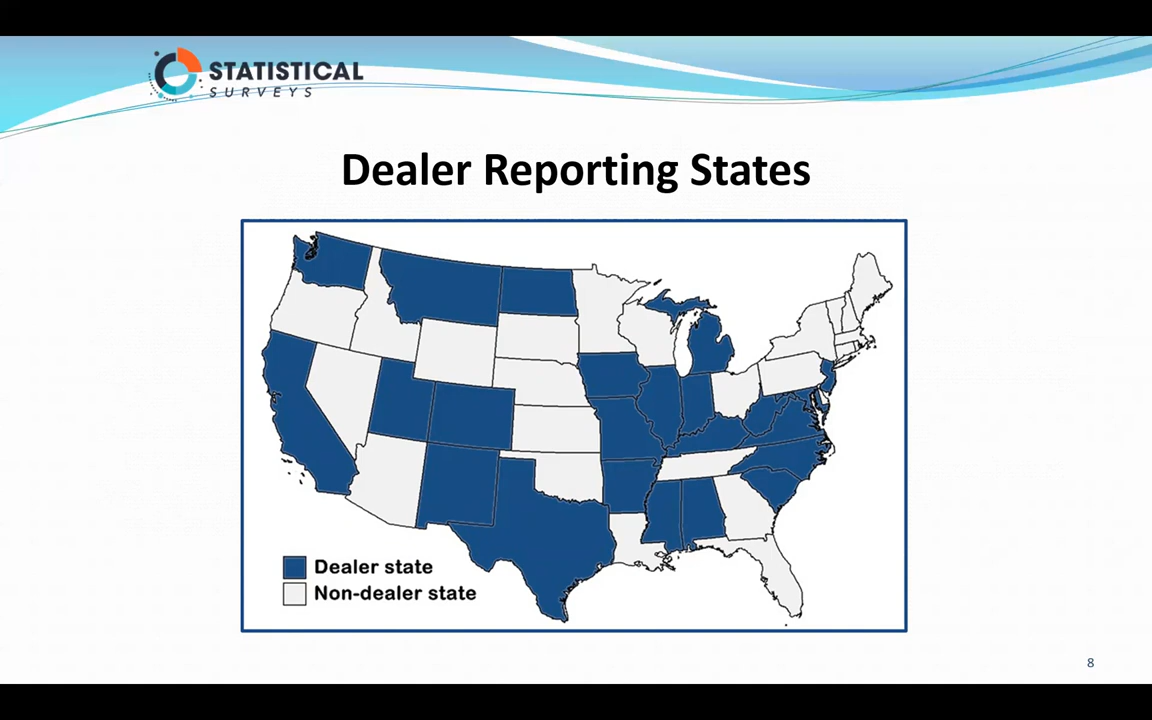 STATISTICAL
SURVEYS
Dealer Reporting States
Dealer state
Non-dealer state
8